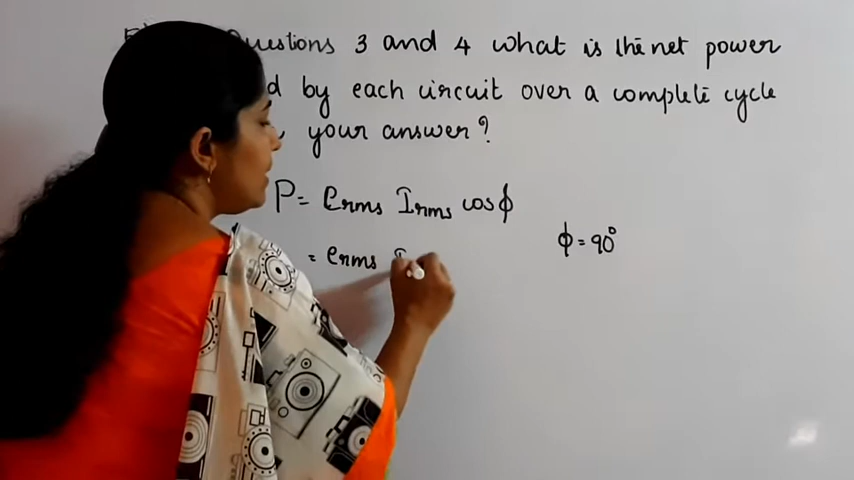 Questions 3 and 4 what is the net power
by each circuit over a complete cycle
your answer ?
P = erms Irms cosϕ
ϕ = 90°
= erms I